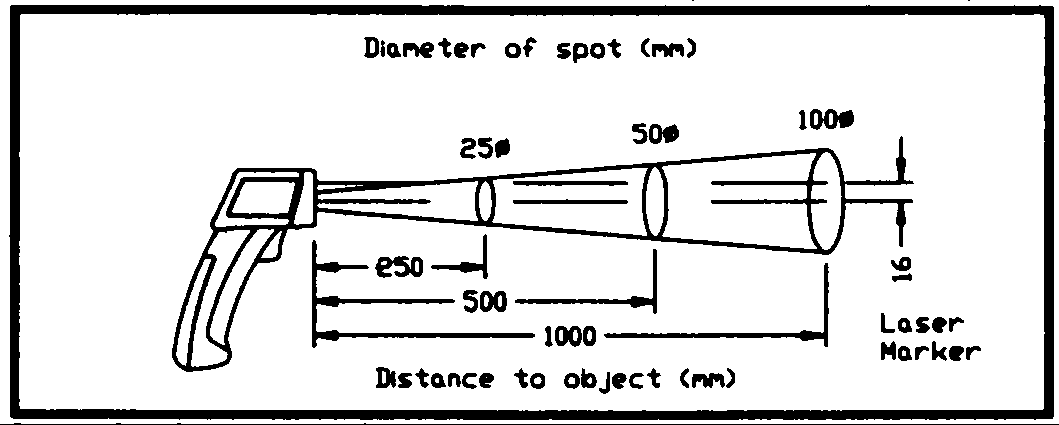 Diameter of spot (mm)
25ø
50ø
100ø
250
500
1000
16
Laser
Marker
Distance to object (mm)